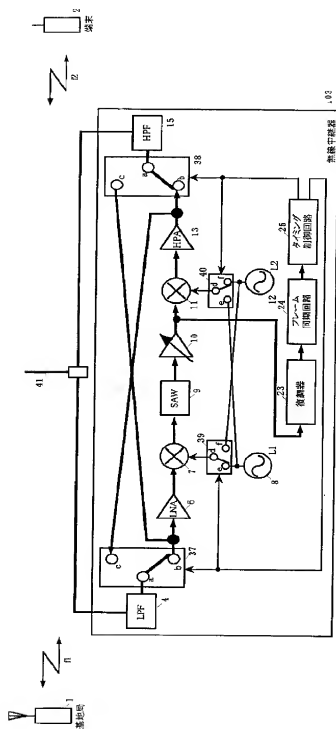 1
基地局
f1
41
2
端末
f2
LPF
4
a
b
c
37
LNA
6
7
39
d
e
f
L1
8
SAW
9
10
11
40
d
e
f
L2
12
HPA
13
a
b
c
38
HPF
15
復調器
23
フレーム
同期回路
24
タイミング
制御回路
25
無線中継器
103